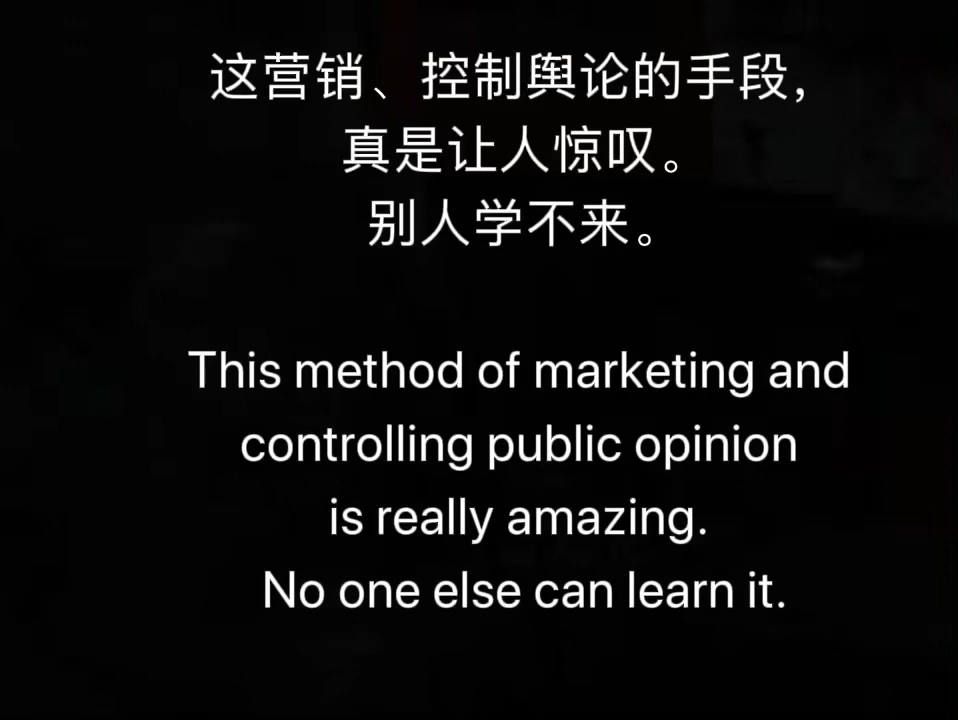 这营销、控制舆论的手段，
真是让人惊叹。
别人学不来。
This method of marketing and
controlling public opinion
is really amazing.
No one else can learn it.